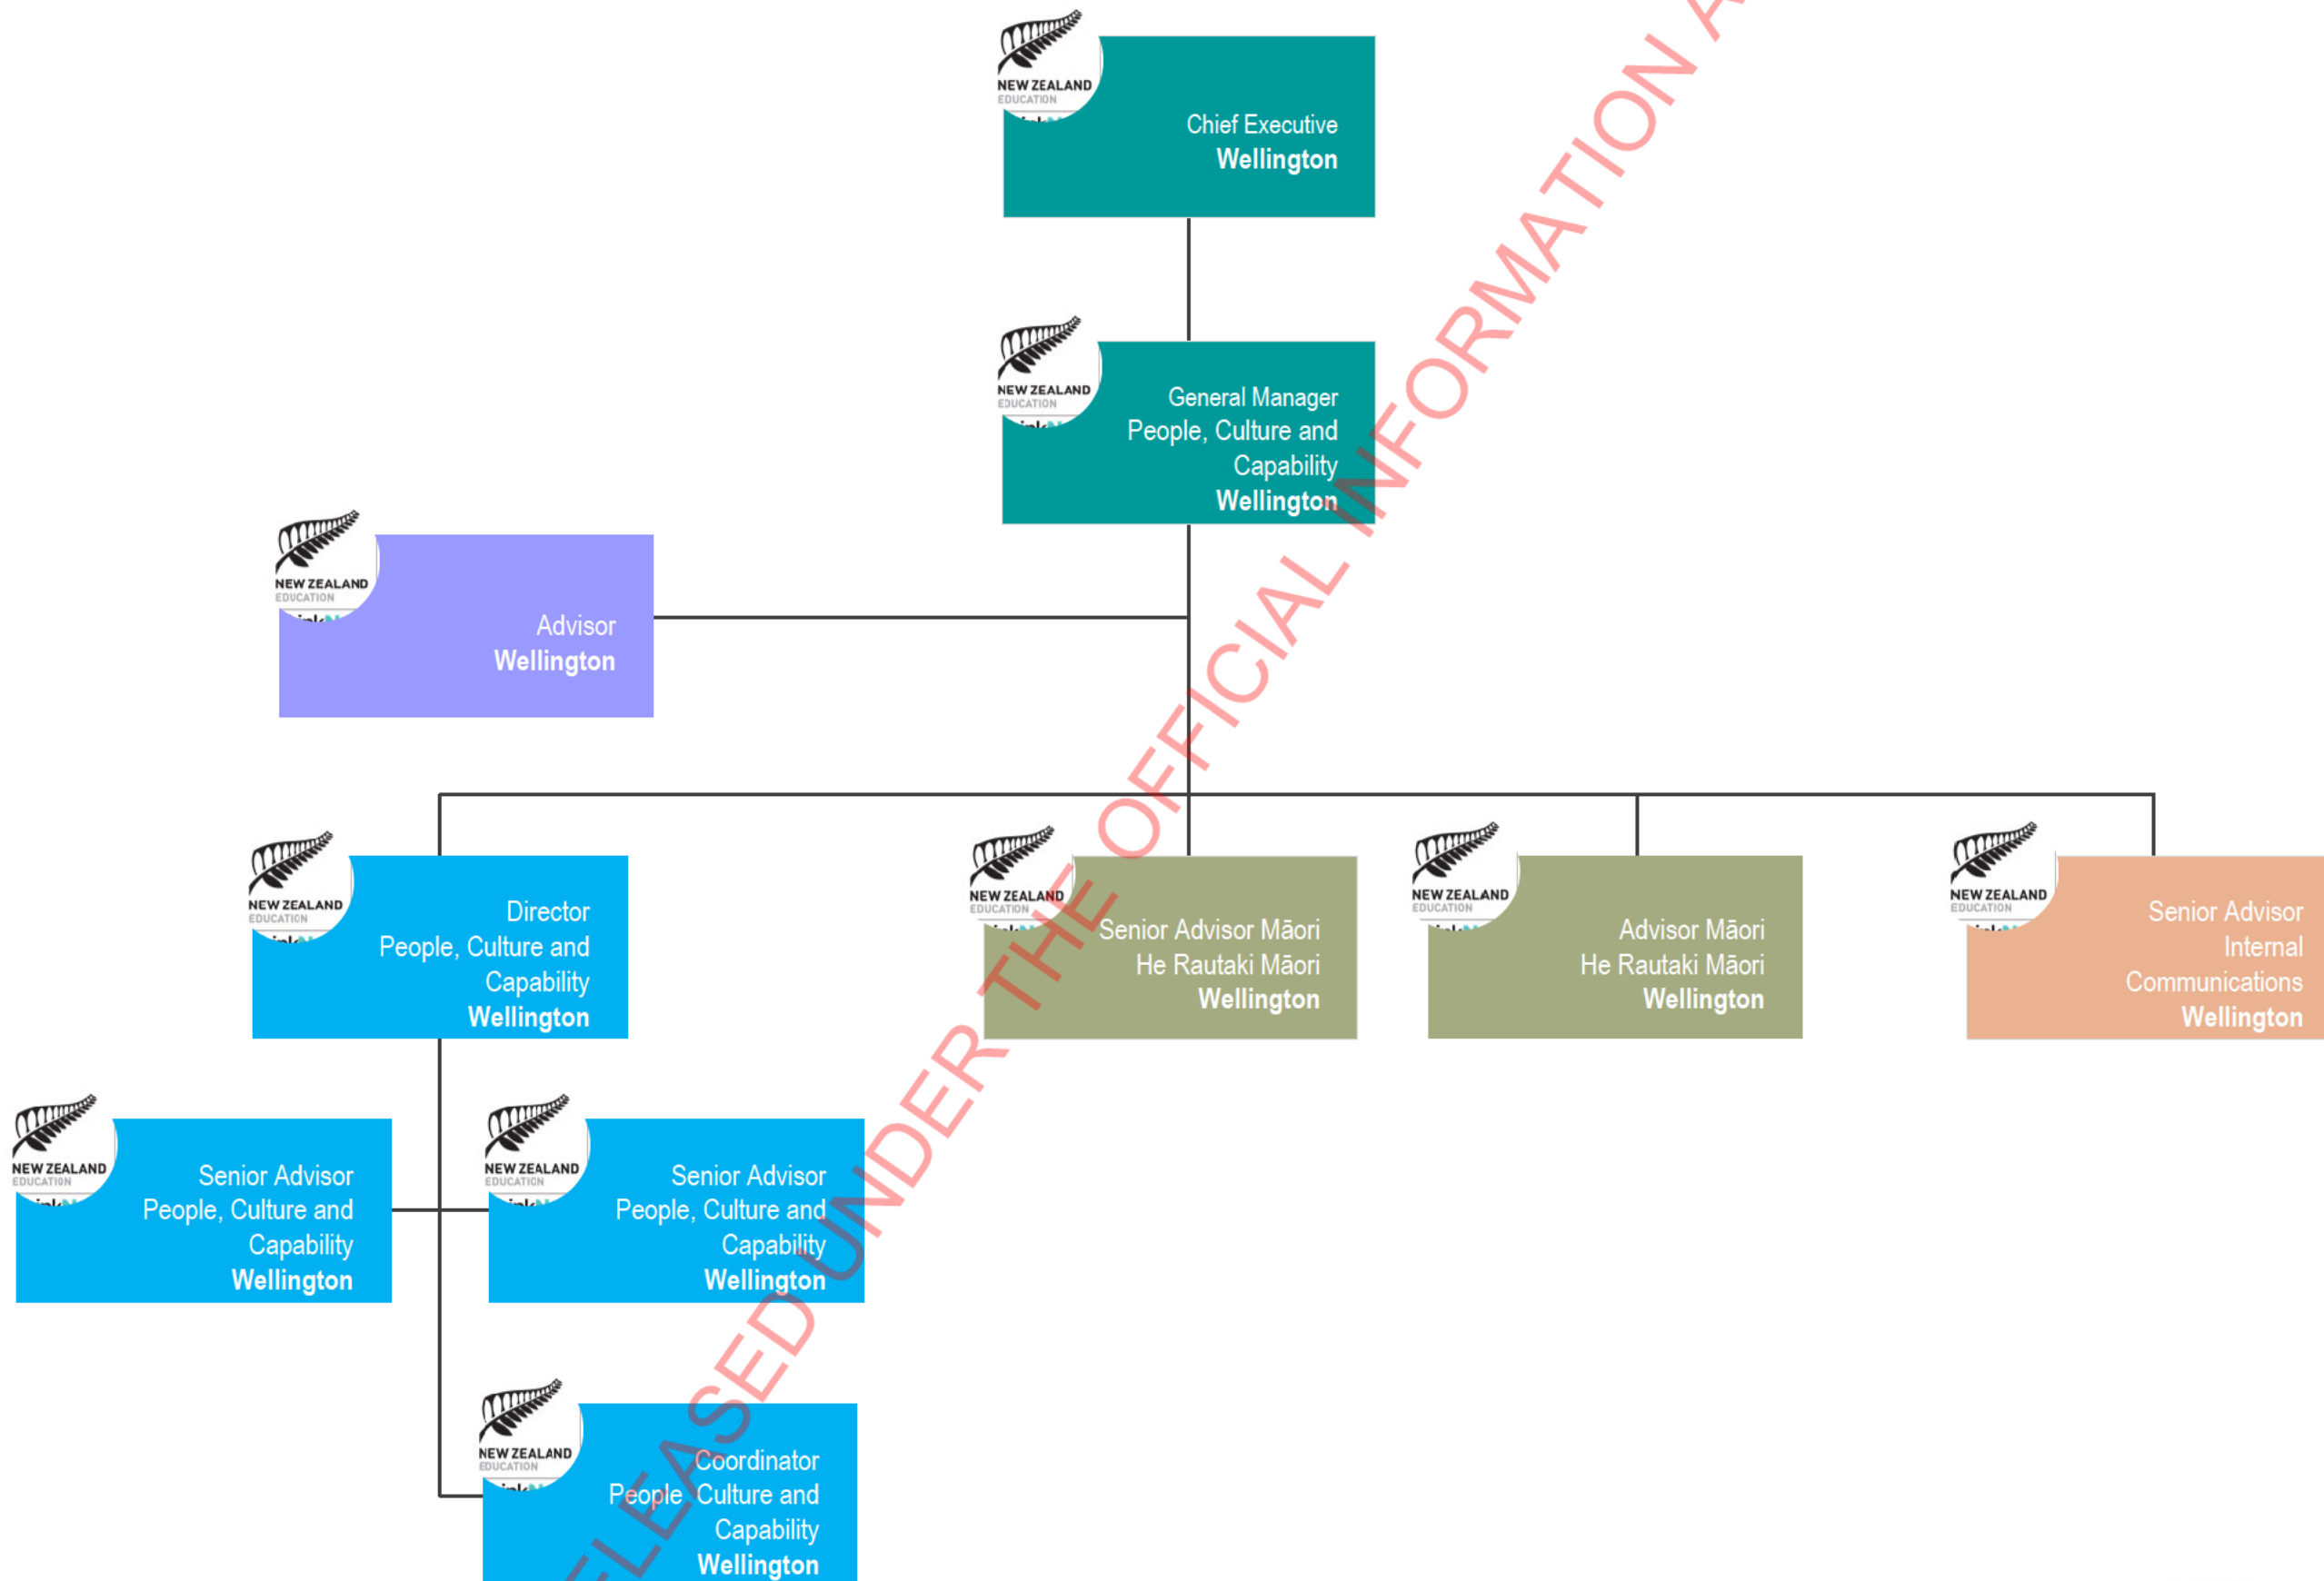 NEW ZEALAND
EDUCATION
Chief Executive
Wellington
NEW ZEALAND
EDUCATION
General Manager
People, Culture and
Capability
Wellington
NEW ZEALAND
EDUCATION
Advisor
Wellington
NEW ZEALAND
EDUCATION
Director
People, Culture and
Capability
Wellington
NEW ZEALAND
EDUCATION
Senior Advisor Māori
He Rautaki Māori
Wellington
NEW ZEALAND
EDUCATION
Advisor Māori
He Rautaki Māori
Wellington
NEW ZEALAND
EDUCATION
Senior Advisor
Internal
Communications
Wellington
NEW ZEALAND
EDUCATION
Senior Advisor
People, Culture and
Capability
Wellington
NEW ZEALAND
EDUCATION
Senior Advisor
People, Culture and
Capability
Wellington
NEW ZEALAND
EDUCATION
Coordinator
People Culture and
Capability
Wellington
UNDER THE OFFICIAL INFORMATION